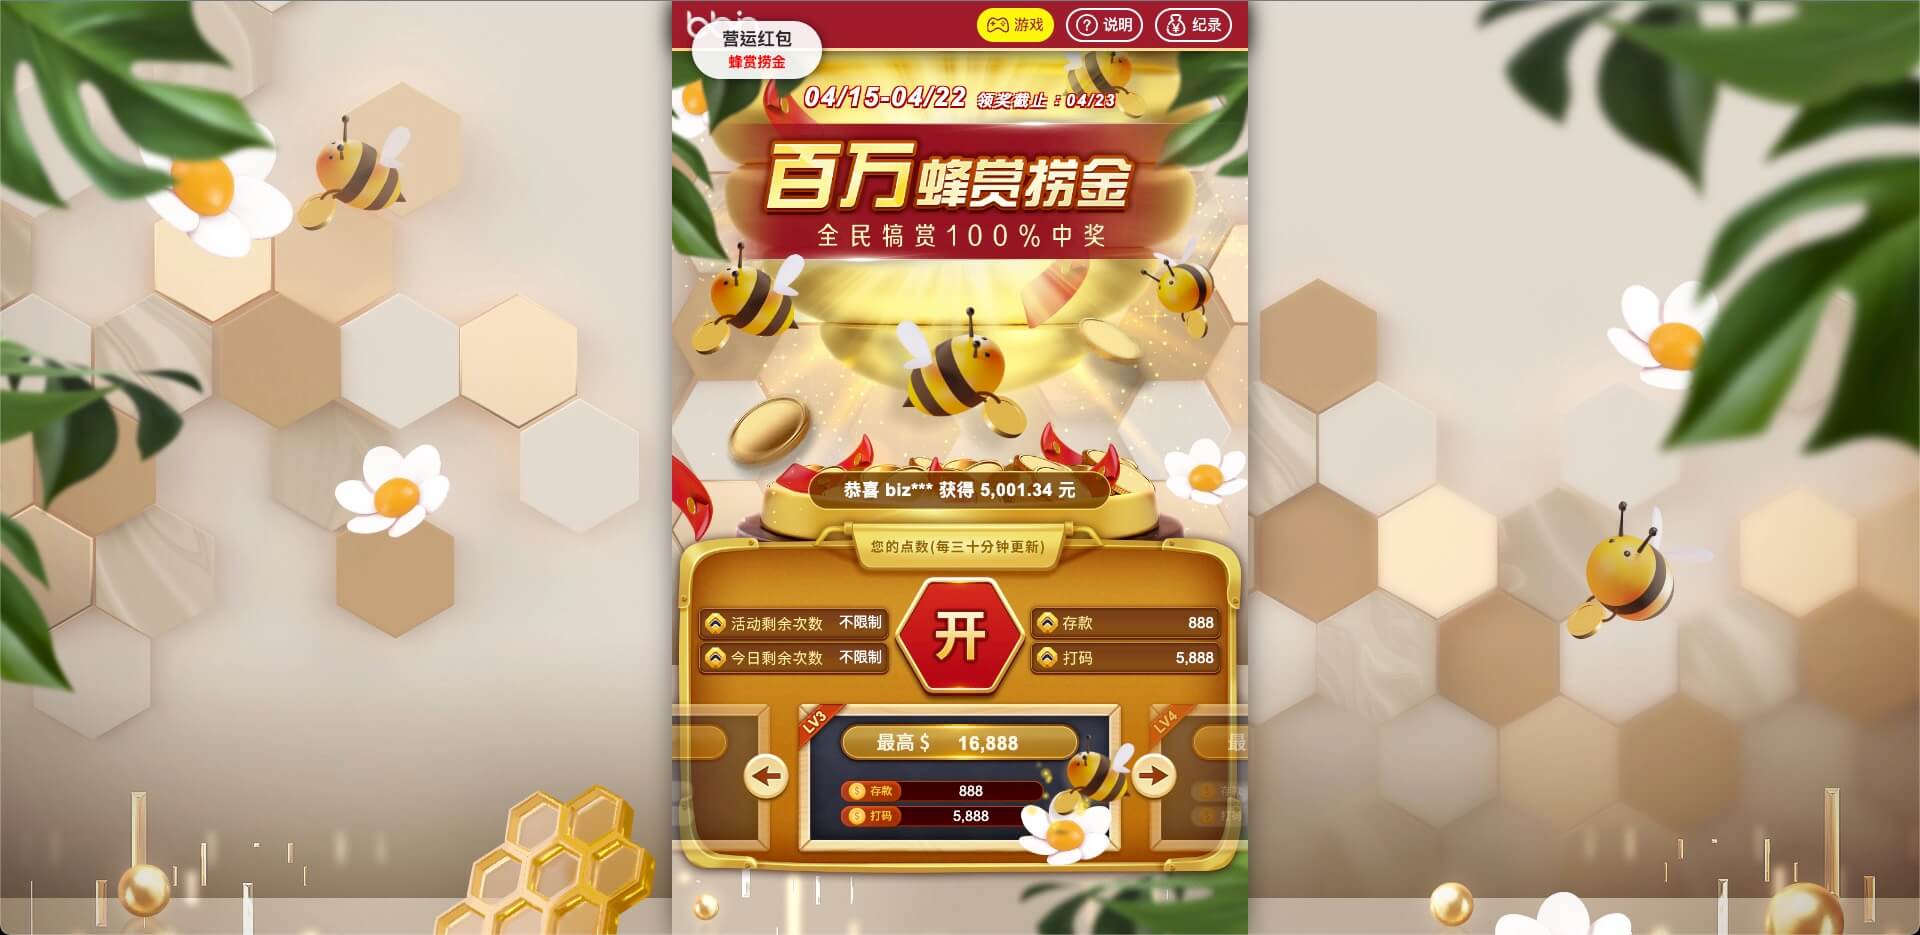 bbin
游戏
说明
纪录
营运红包
蜂赏捞金
04/15-04/22 领奖截止：04/23
百万蜂赏捞金
全民犒赏100%中奖
恭喜 biz*** 获得 5,001.34 元
您的点数(每三十分钟更新)
活动剩余次数 不限制
今日剩余次数 不限制
开
存款 888
打码 5,888
LV3
最高 $ 16,888
存款 888
打码 5,888
LV4
最